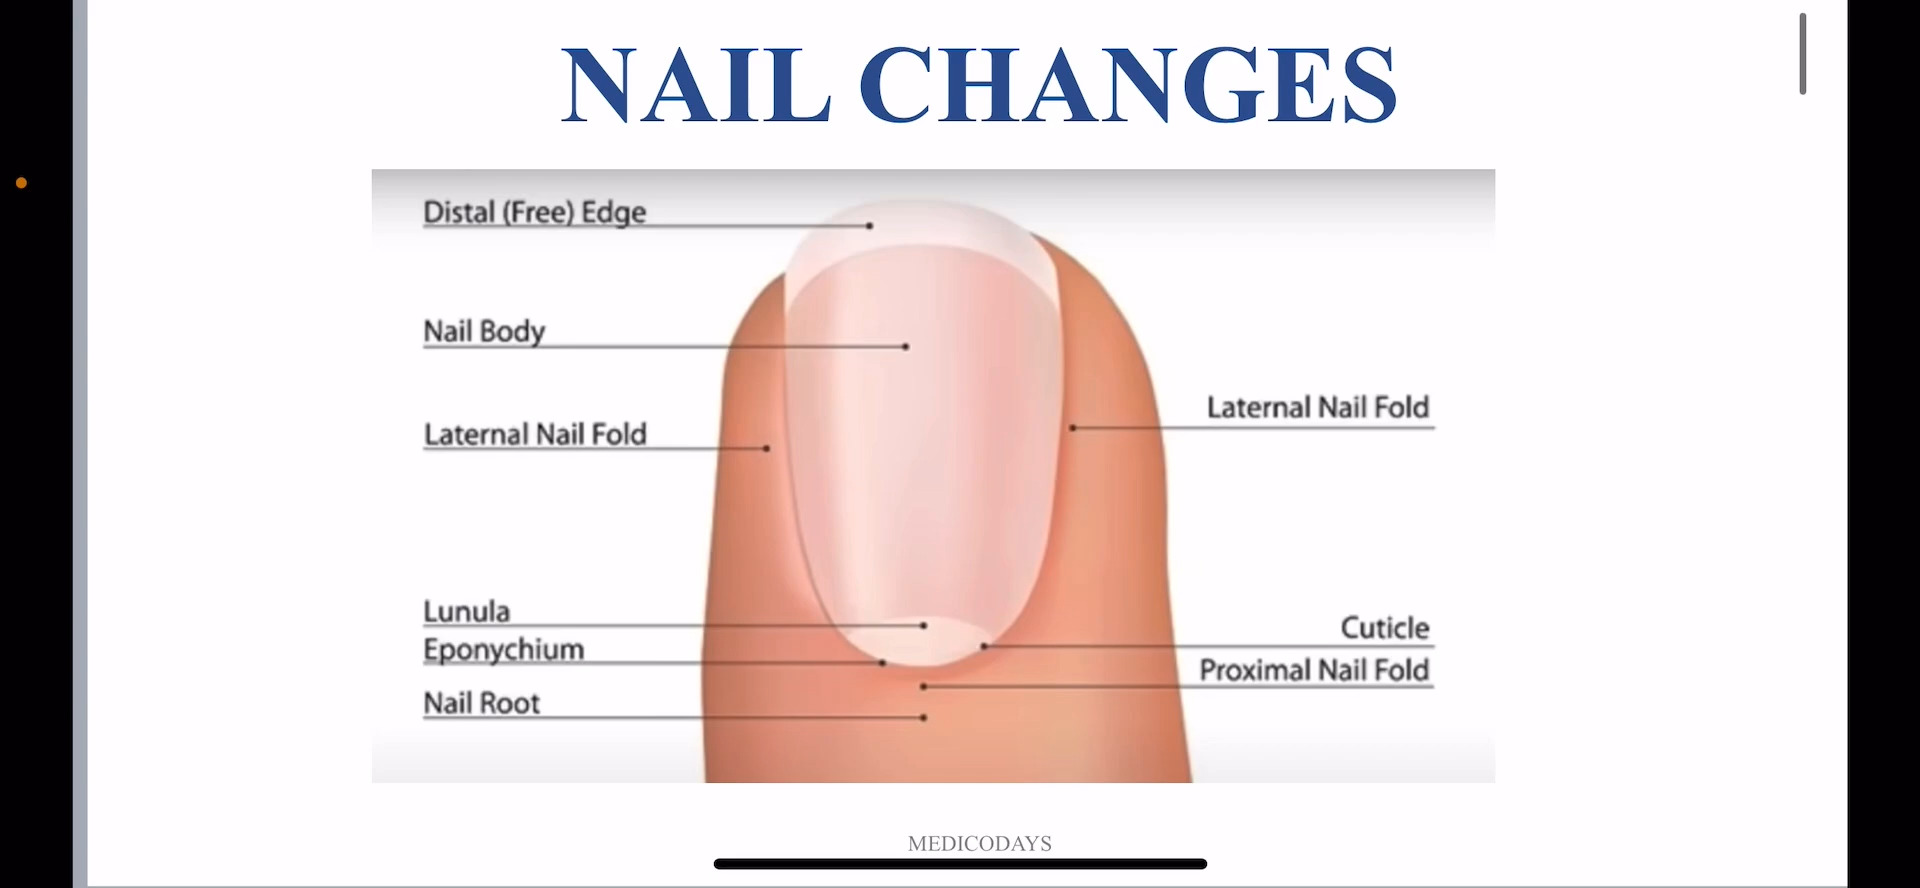 NAIL CHANGES
Distal (Free) Edge
Nail Body
Laternal Nail Fold
Laternal Nail Fold
Lunula
Cuticle
Eponychium
Proximal Nail Fold
Nail Root
MEDICODAYS